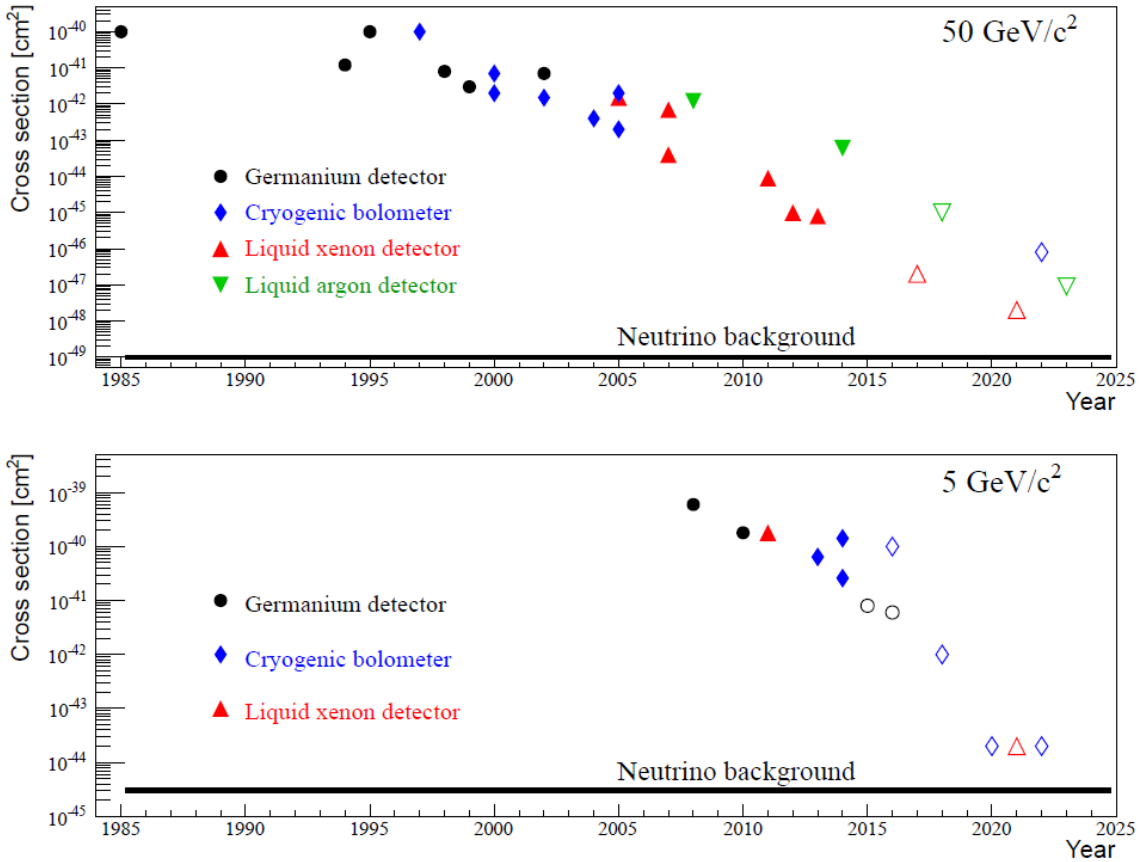 50 GeV/c²
Cross section [cm²]
10⁻⁴⁰
10⁻⁴¹
10⁻⁴²
10⁻⁴³
10⁻⁴⁴
10⁻⁴⁵
10⁻⁴⁶
10⁻⁴⁷
10⁻⁴⁸
10⁻⁴⁹
Germanium detector
Cryogenic bolometer
Liquid xenon detector
Liquid argon detector
Neutrino background
1985 1990 1995 2000 2005 2010 2015 2020 2025
Year
5 GeV/c²
Cross section [cm²]
10⁻³⁹
10⁻⁴⁰
10⁻⁴¹
10⁻⁴²
10⁻⁴³
10⁻⁴⁴
10⁻⁴⁵
Germanium detector
Cryogenic bolometer
Liquid xenon detector
Neutrino background
1985 1990 1995 2000 2005 2010 2015 2020 2025
Year